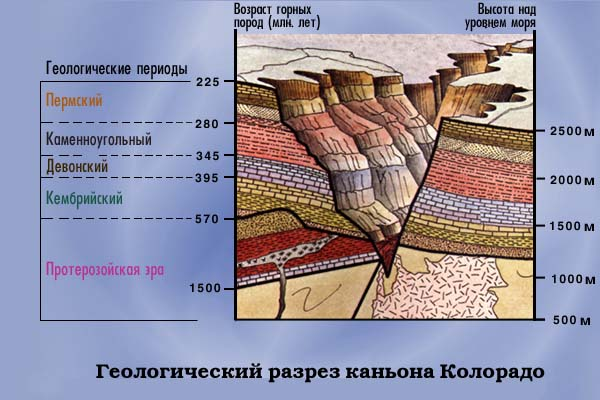 Возраст горных
пород (млн. лет)
Высота над
уровнем моря
Геологические периоды
225
Пермский
280
Каменноугольный
345
Девонский
395
Кембрийский
570
Протерозойская эра
1500
2500 м
2000 м
1500 м
1000 м
500 м
Геологический разрез каньона Колорадо